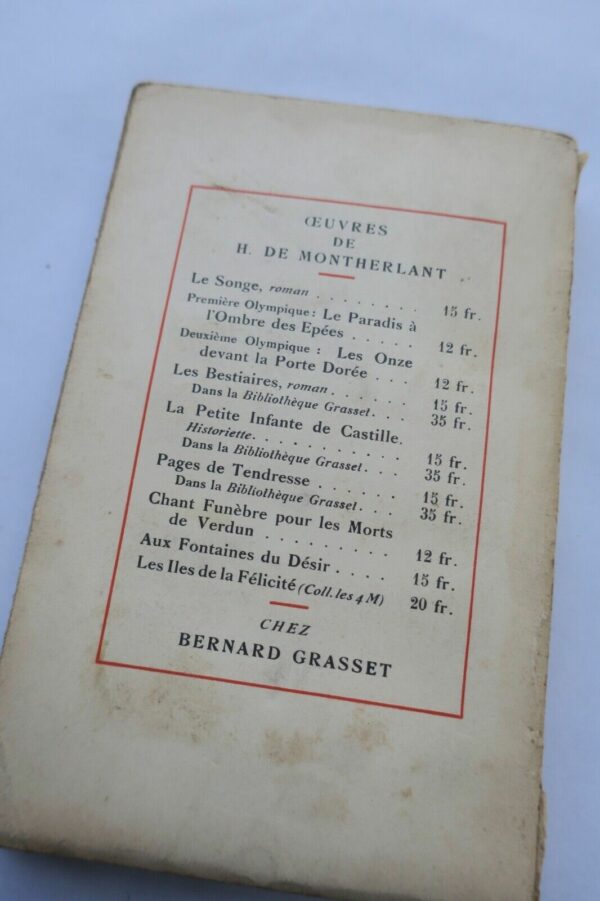 ŒUVRES
DE
H. DE MONTHERLANT
Le Songe, roman . . . . . . . . 15 fr.
Première Olympique : Le Paradis à
l'Ombre des Epées . . . . . 12 fr.
Deuxième Olympique : Les Onze
devant la Porte Dorée . . . 12 fr.
Les Bestiaires, roman . . . . . . 15 fr.
Dans la Bibliothèque Grasset . . . 35 fr.
La Petite Infante de Castille.
Historiette . . . . . . . . . . . 15 fr.
Dans la Bibliothèque Grasset . . . 35 fr.
Pages de Tendresse . . . . . . 15 fr.
Dans la Bibliothèque Grasset . . . 35 fr.
Chant Funèbre pour les Morts
de Verdun . . . . . . . . . 12 fr.
Aux Fontaines du Désir . . . . 15 fr.
Les Iles de la Félicité (Coll. les 4 M) 20 fr.
CHEZ
BERNARD GRASSET